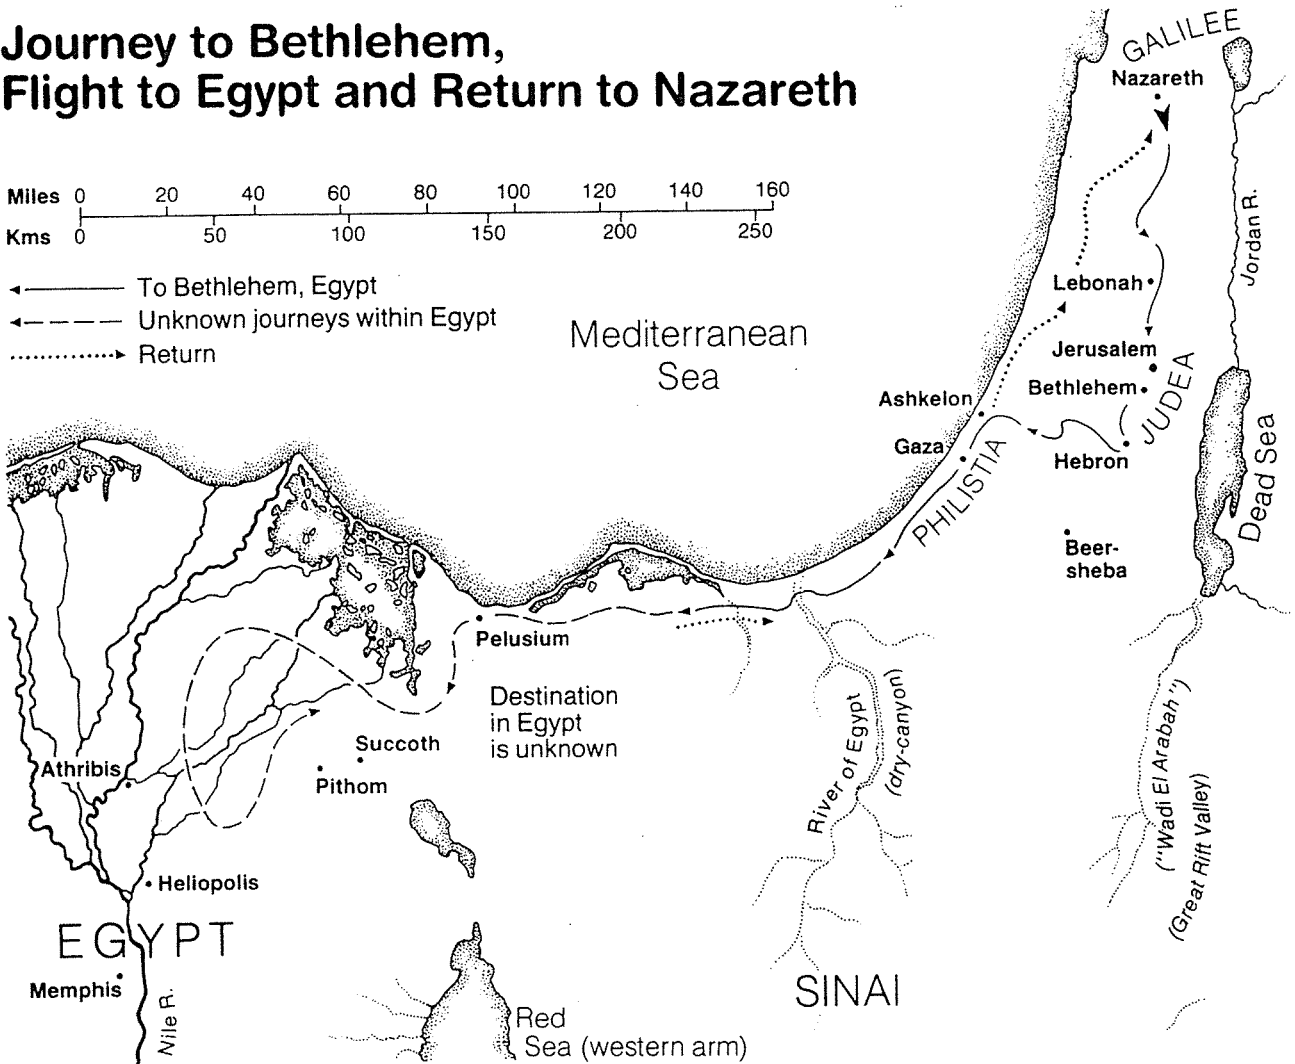 Journey to Bethlehem,
Flight to Egypt and Return to Nazareth
Miles 0 20 40 60 80 100 120 140 160
Kms 0 50 100 150 200 250
To Bethlehem, Egypt
Unknown journeys within Egypt
Return
Mediterranean
Sea
GALILEE
Nazareth
Jordan R.
Lebonah
Jerusalem
Bethlehem
JUDEA
Ashkelon
Gaza
PHILISTIA
Hebron
Dead Sea
Beer-
sheba
Pelusium
Destination
in Egypt
is unknown
Succoth
Pithom
Athribis
Heliopolis
EGYPT
Memphis
Nile R.
River of Egypt
(dry-canyon)
("Wadi El Arabah")
(Great Rift Valley)
SINAI
Red
Sea (western arm)